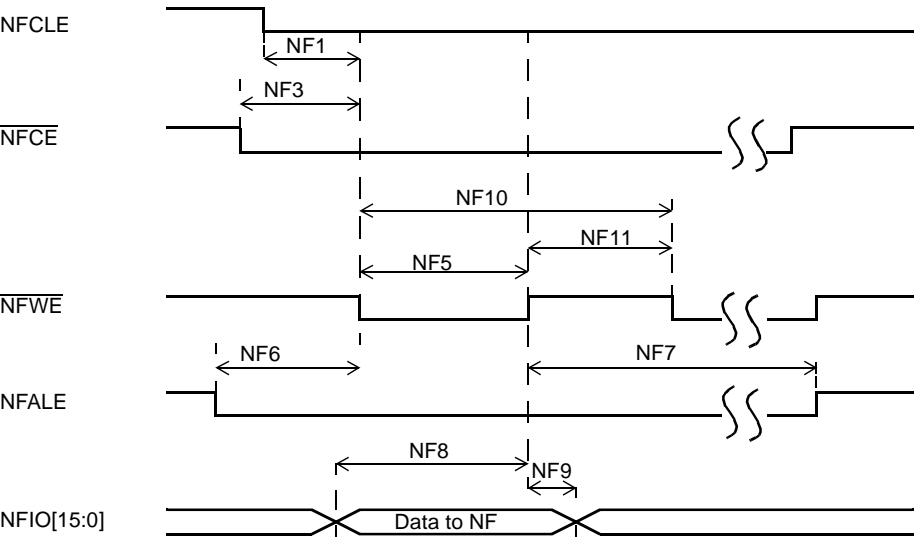 NFCLE
NF1
NF3
NFCE
NF10
NF11
NF5
NFWE
NF6
NF7
NFALE
NF8
NF9
NFIO[15:0]
Data to NF